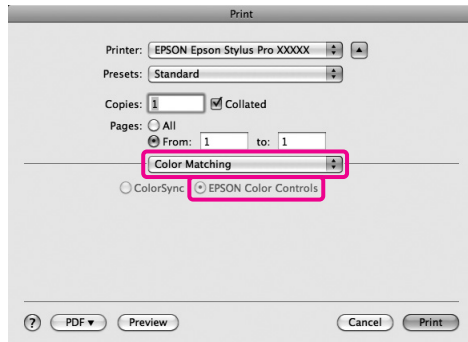 Print
Printer: EPSON Epson Stylus Pro XXXXX
Presets: Standard
Copies: 1 Collated
Pages: All
From: 1 to: 1
Color Matching
ColorSync EPSON Color Controls
? PDF Preview Cancel Print